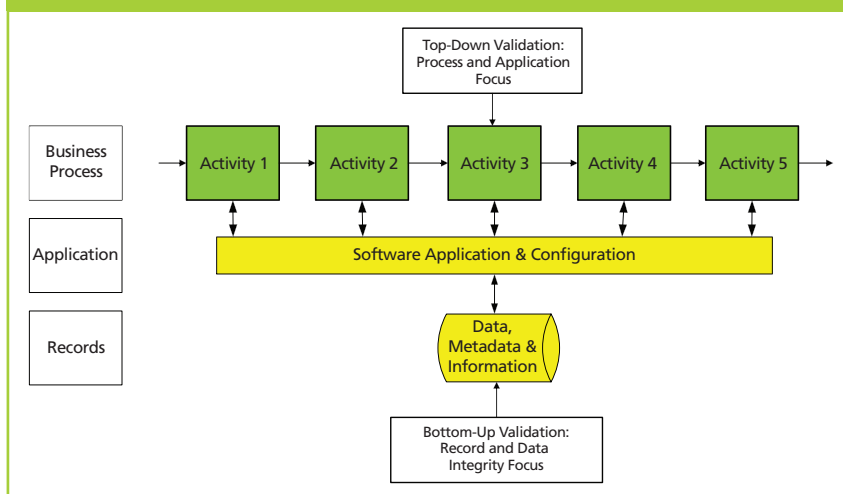 Top-Down Validation:
Process and Application
Focus
Business
Process
Activity 1
Activity 2
Activity 3
Activity 4
Activity 5
Application
Software Application & Configuration
Records
Data,
Metadata &
Information
Bottom-Up Validation:
Record and Data
Integrity Focus